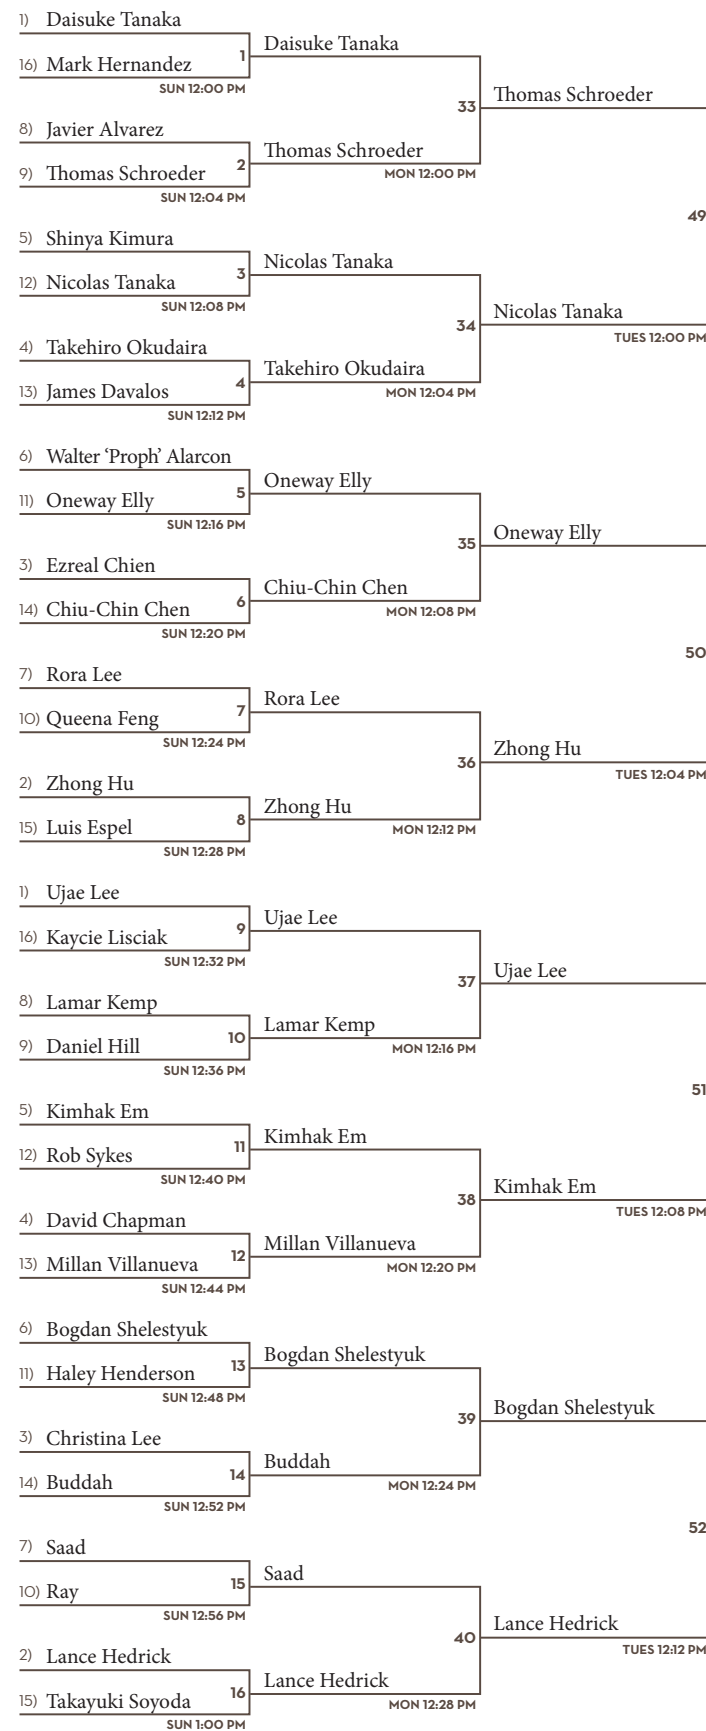 1) Daisuke Tanaka
16) Mark Hernandez
1
SUN 12:00 PM
8) Javier Alvarez
9) Thomas Schroeder
2
SUN 12:04 PM
5) Shinya Kimura
12) Nicolas Tanaka
3
SUN 12:08 PM
4) Takehiro Okudaira
13) James Davalos
4
SUN 12:12 PM
6) Walter ‘Proph’ Alarcon
11) Oneway Elly
5
SUN 12:16 PM
3) Ezreal Chien
14) Chiu-Chin Chen
6
SUN 12:20 PM
7) Rora Lee
10) Queena Feng
7
SUN 12:24 PM
2) Zhong Hu
15) Luis Espel
8
SUN 12:28 PM
1) Ujae Lee
16) Kaycie Lisciak
9
SUN 12:32 PM
8) Lamar Kemp
9) Daniel Hill
10
SUN 12:36 PM
5) Kimhak Em
12) Rob Sykes
11
SUN 12:40 PM
4) David Chapman
13) Millan Villanueva
12
SUN 12:44 PM
6) Bogdan Shelestyuk
11) Haley Henderson
13
SUN 12:48 PM
3) Christina Lee
14) Buddah
14
SUN 12:52 PM
7) Saad
10) Ray
15
SUN 12:56 PM
2) Lance Hedrick
15) Takayuki Soyoda
16
SUN 1:00 PM
Daisuke Tanaka
33
Thomas Schroeder
MON 12:00 PM
Nicolas Tanaka
34
Takehiro Okudaira
MON 12:04 PM
Oneway Elly
35
Chiu-Chin Chen
MON 12:08 PM
Rora Lee
36
Zhong Hu
MON 12:12 PM
Ujae Lee
37
Lamar Kemp
MON 12:16 PM
Kimhak Em
38
Millan Villanueva
MON 12:20 PM
Bogdan Shelestyuk
39
Buddah
MON 12:24 PM
Saad
40
Lance Hedrick
MON 12:28 PM
Thomas Schroeder
49
Nicolas Tanaka
TUES 12:00 PM
Oneway Elly
50
Zhong Hu
TUES 12:04 PM
Ujae Lee
51
Kimhak Em
TUES 12:08 PM
Bogdan Shelestyuk
52
Lance Hedrick
TUES 12:12 PM